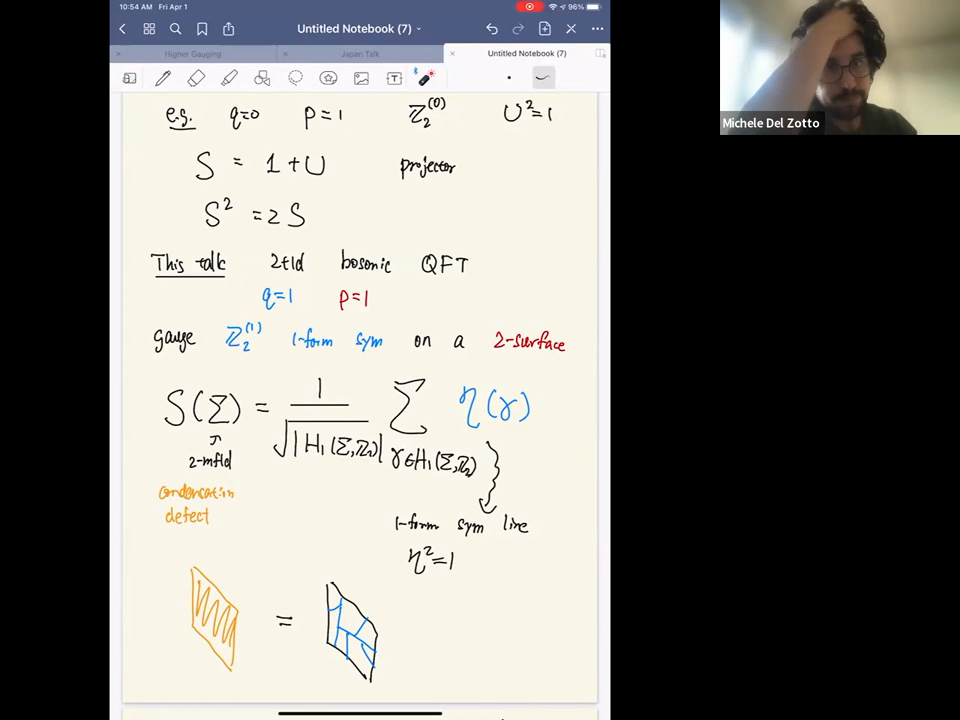 10:54 AM Fri Apr 1
96%
Untitled Notebook (7)
Higher Gauging
Japan Talk
Untitled Notebook (7)
e.g. q=0 p=1 ℤ₂⁽⁰⁾ U²=1
S = 1+U projector
S² = 2S
This talk 2+1d bosonic QFT
q=1 p=1
gauge ℤ₂⁽¹⁾ 1-form sym on a 2-surface
S(Σ) = 1/√|H₁(Σ,ℤ₂)| Σ_{γ∈H₁(Σ,ℤ₂)} η(γ)
2-mfld
condensation
defect
1-form sym line
η²=1
=
Michele Del Zotto